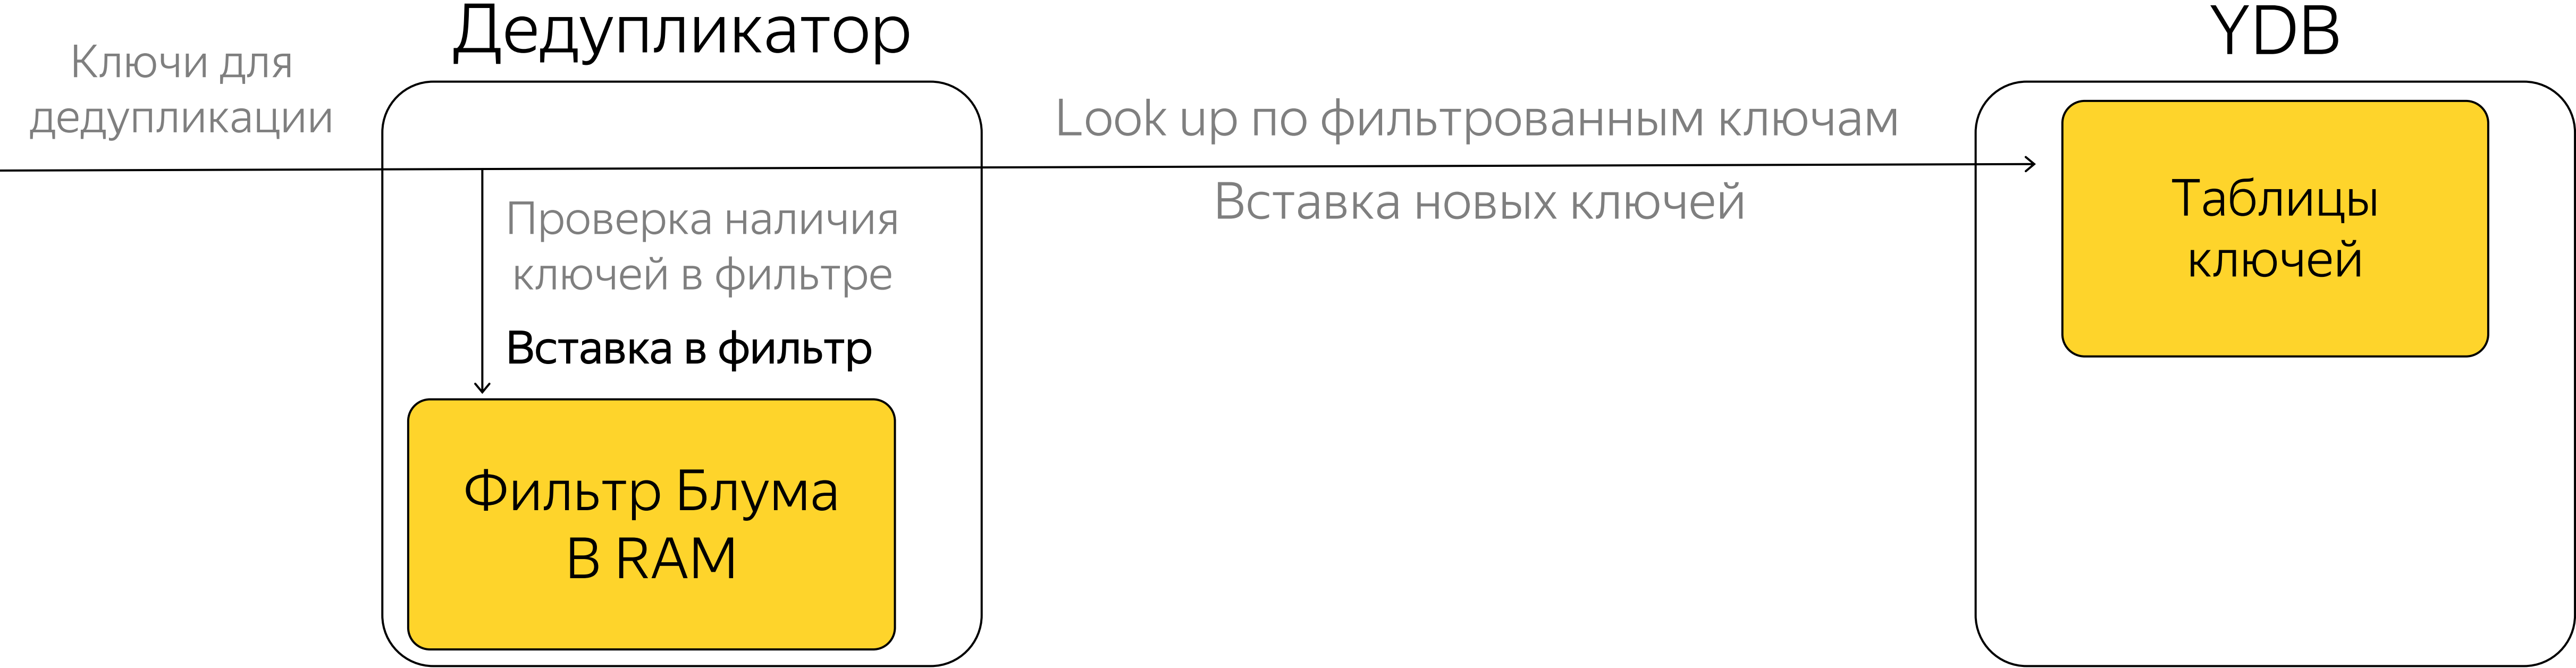 Дедупликатор
YDB
Ключи для
дедупликации
Look up по фильтрованным ключам
Вставка новых ключей
Проверка наличия
ключей в фильтре
Вставка в фильтр
Фильтр Блума
В RAM
Таблицы
ключей